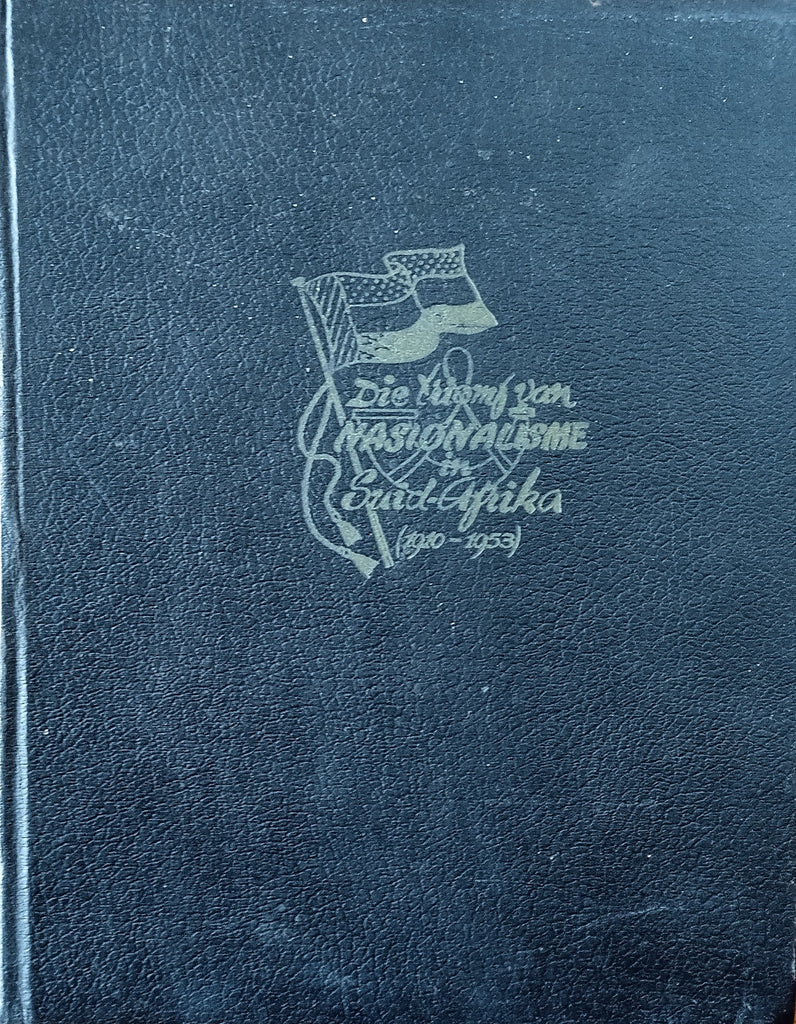 Die triomf van
NASIONALISME
in
Suid-Afrika
(1910-1953)